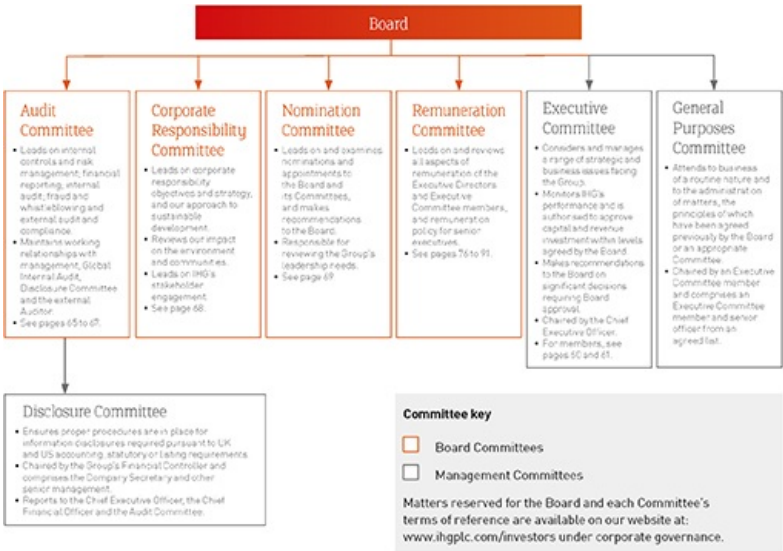 Board
Audit
Committee
• Leads on internal
controls and risk
management; financial
reporting; internal
audit; fraud and
whistleblowing and
external audit and
compliance.
• Maintains working
relationships with
management, Global
Internal Audit,
Disclosure Committee
and the external
Auditor.
• See pages 65 to 67.
Corporate
Responsibility
Committee
• Leads on corporate
responsibility
objectives and strategy,
and our approach to
sustainable
development.
• Reviews our impact
on the environment
and communities.
• Leads on IHG's
stakeholder
engagement.
• See page 68.
Nomination
Committee
• Leads on and examines
nominations and
appointments to
the Board and
its Committees,
and makes
recommendations
to the Board.
• Responsible for
reviewing the Group's
leadership needs.
• See page 69.
Remuneration
Committee
• Leads on and reviews
all aspects of
remuneration of the
Executive Directors
and Executive
Committee members,
and remuneration
policy for senior
executives.
• See pages 76 to 91.
Executive
Committee
• Considers and manages
a range of strategic and
business issues facing
the Group.
• Monitors IHG's
performance and is
authorised to approve
capital and revenue
investment within levels
agreed by the Board.
• Makes recommendations
to the Board on
significant decisions
requiring Board
approval.
• Chaired by the Chief
Executive Officer.
• For members, see
pages 60 and 61.
General
Purposes
Committee
• Attends to business
of a routine nature and
to the administration
of matters, the
principles of which
have been agreed
previously by the Board
or an appropriate
Committee.
• Chaired by an Executive
Committee member
and comprises an
Executive Committee
member and senior
officer from an
agreed list.
Disclosure Committee
• Ensures proper procedures are in place for
information disclosures required pursuant to UK
and US accounting, statutory or listing requirements.
• Chaired by the Group's Financial Controller and
comprises the Company Secretary and other
senior management.
• Reports to the Chief Executive Officer, the Chief
Financial Officer and the Audit Committee.
Committee key
Board Committees
Management Committees
Matters reserved for the Board and each Committee's
terms of reference are available on our website at:
www.ihgplc.com/investors under corporate governance.